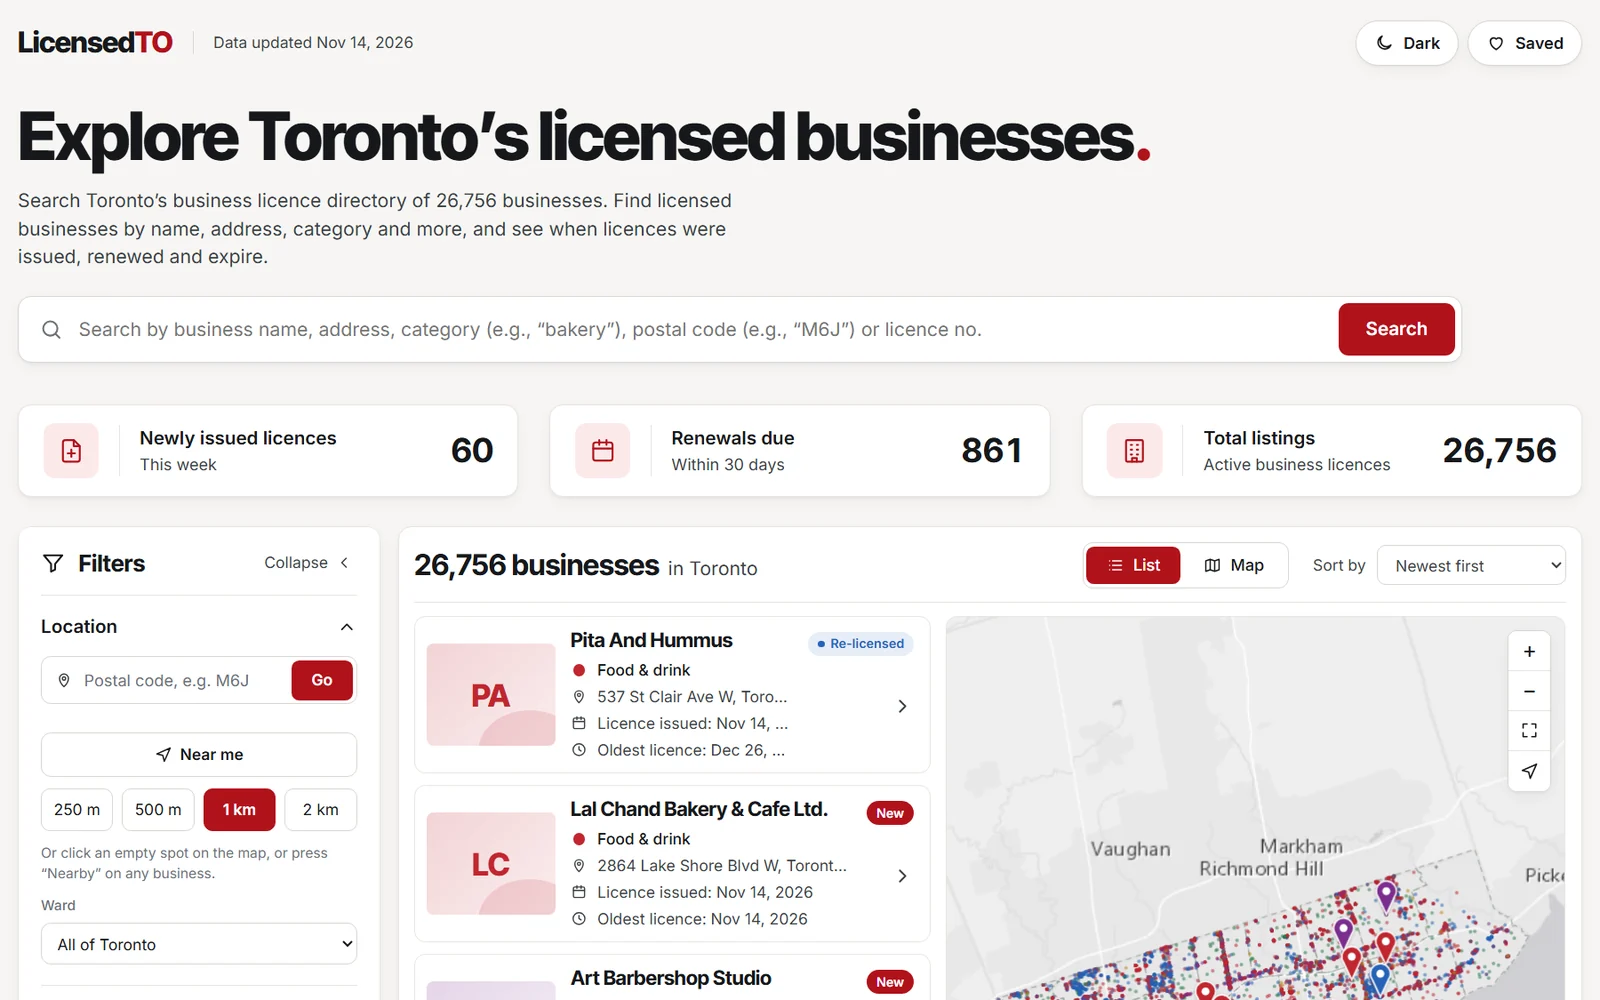 LicensedTO
Data updated Nov 14, 2026
Dark
Saved
Explore Toronto’s licensed businesses.
Search Toronto’s business licence directory of 26,756 businesses. Find licensed
businesses by name, address, category and more, and see when licences were
issued, renewed and expire.
Search by business name, address, category (e.g., “bakery”), postal code (e.g., “M6J”) or licence no.
Search
Newly issued licences
This week
60
Renewals due
Within 30 days
861
Total listings
Active business licences
26,756
Filters
Collapse
Location
Postal code, e.g. M6J
Go
Near me
250 m
500 m
1 km
2 km
Or click an empty spot on the map, or press
“Nearby” on any business.
Ward
All of Toronto
26,756 businesses in Toronto
List
Map
Sort by
Newest first
PA
Pita And Hummus
Re-licensed
Food & drink
537 St Clair Ave W, Toro...
Licence issued: Nov 14, ...
Oldest licence: Dec 26, ...
LC
Lal Chand Bakery & Cafe Ltd.
New
Food & drink
2864 Lake Shore Blvd W, Toront...
Licence issued: Nov 14, 2026
Oldest licence: Nov 14, 2026
Art Barbershop Studio
New
+
−
Vaughan
Markham
Richmond Hill
Picke